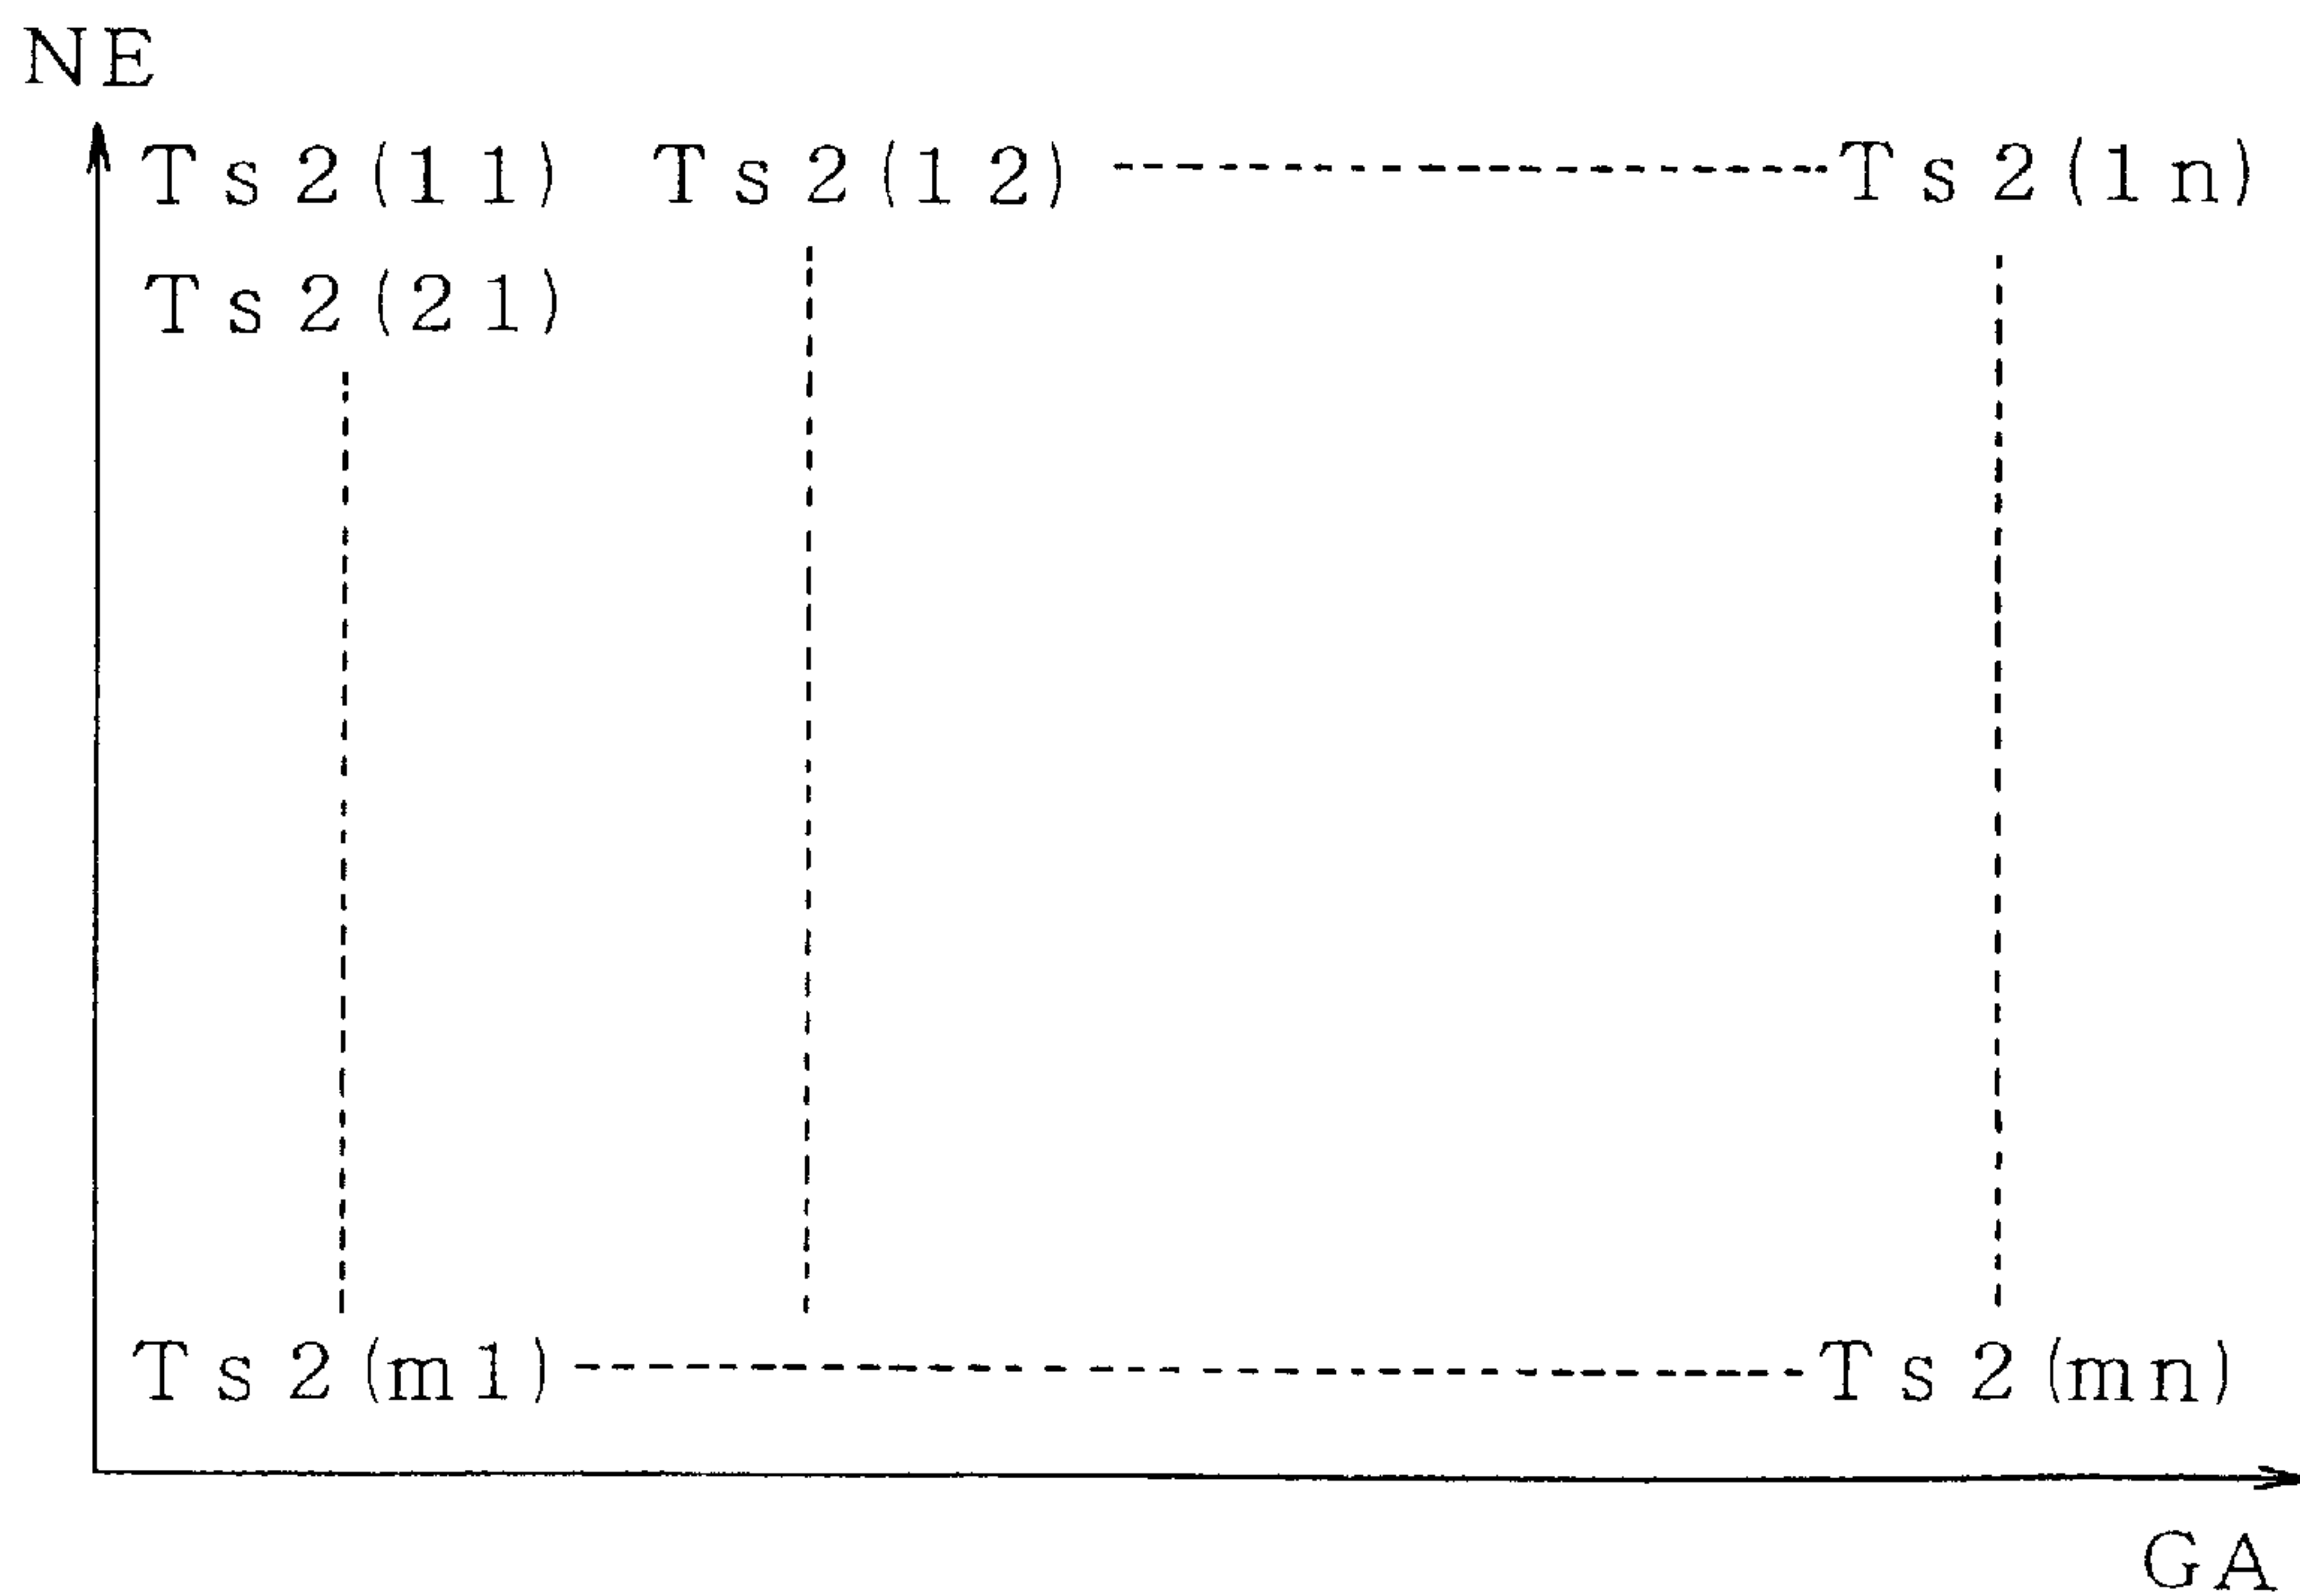 NE
Ts2(11) Ts2(12) Ts2(1n)
Ts2(21)
Ts2(m1) Ts2(mn)
GA